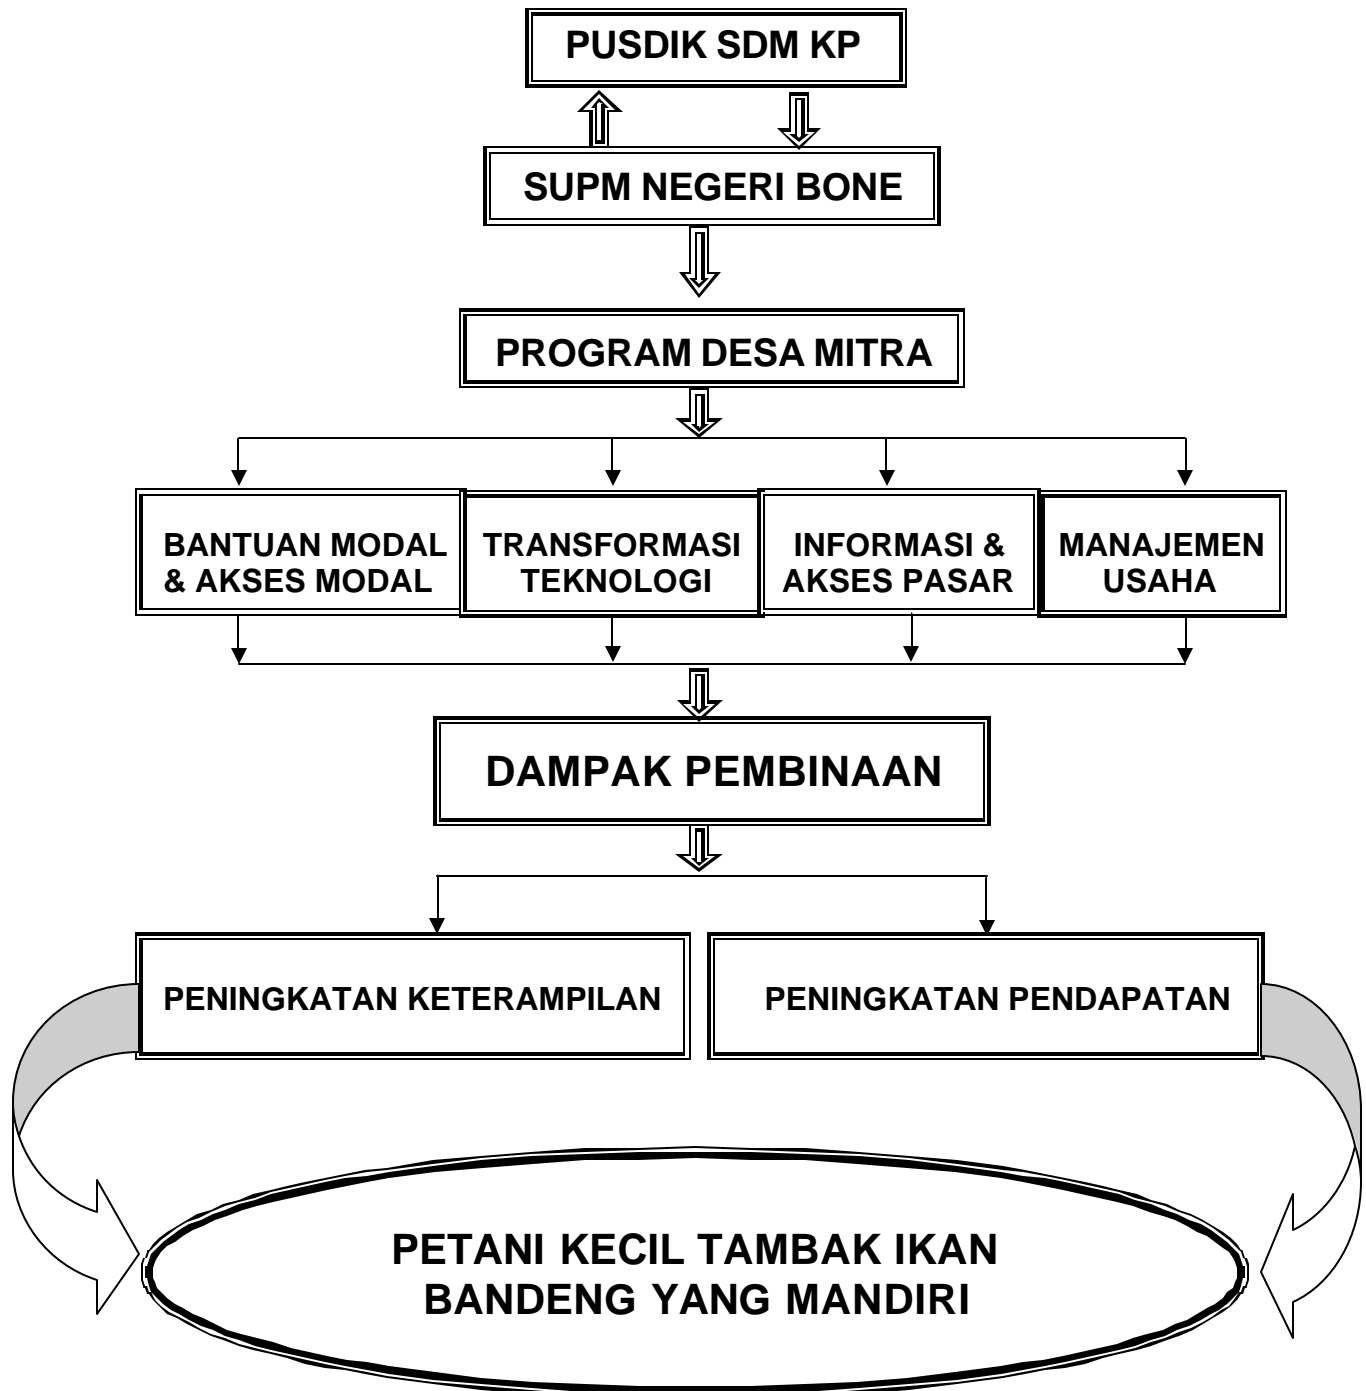 PUSDIK SDM KP
SUPM NEGERI BONE
PROGRAM DESA MITRA
BANTUAN MODAL
& AKSES MODAL
TRANSFORMASI
TEKNOLOGI
INFORMASI &
AKSES PASAR
MANAJEMEN
USAHA
DAMPAK PEMBINAAN
PENINGKATAN KETERAMPILAN
PENINGKATAN PENDAPATAN
PETANI KECIL TAMBAK IKAN
BANDENG YANG MANDIRI